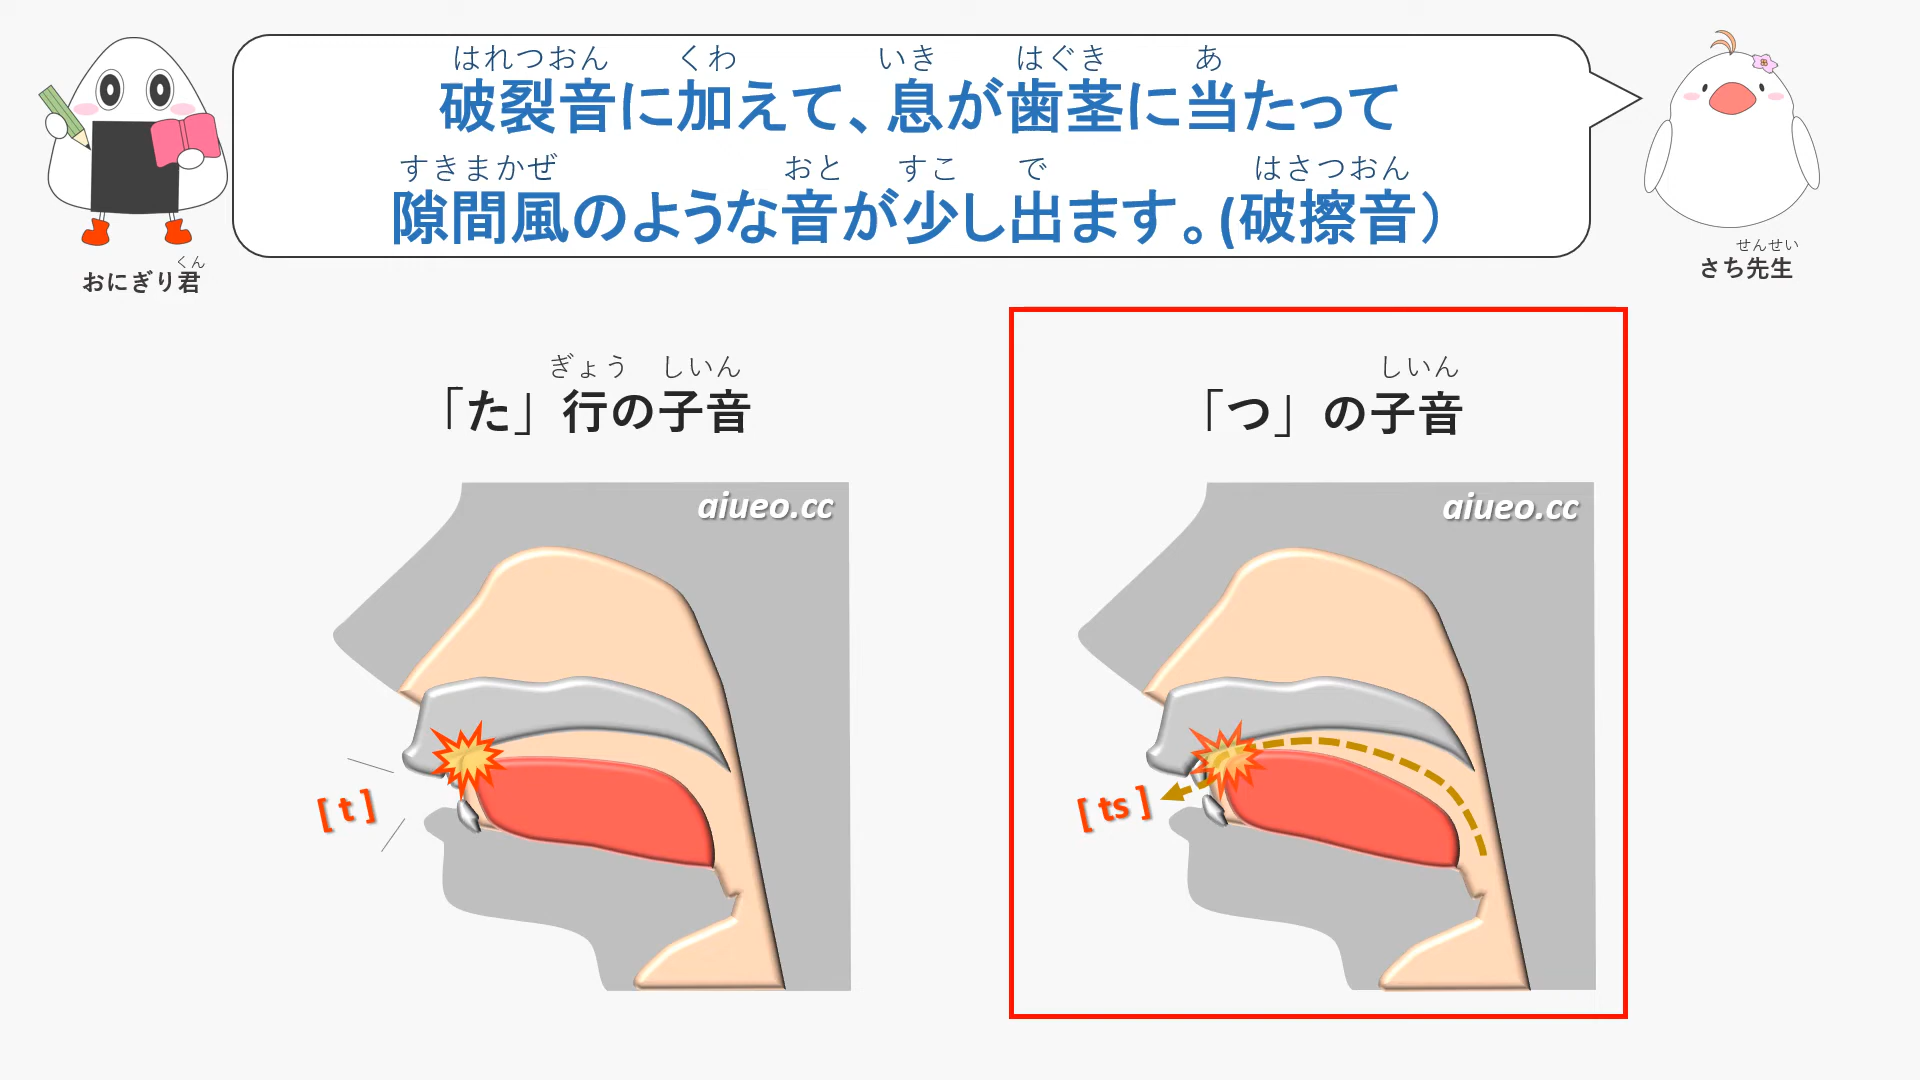 はれつおん くわ いき はぐき あ
破裂音に加えて、息が歯茎に当たって
すきまかぜ おと すこ で はさつおん
隙間風のような音が少し出ます。(破擦音）
くん
おにぎり君
せんせい
さち先生
ぎょう しいん
「た」行の子音
aiueo.cc
[ t ]
しいん
「つ」の子音
aiueo.cc
[ ts ]